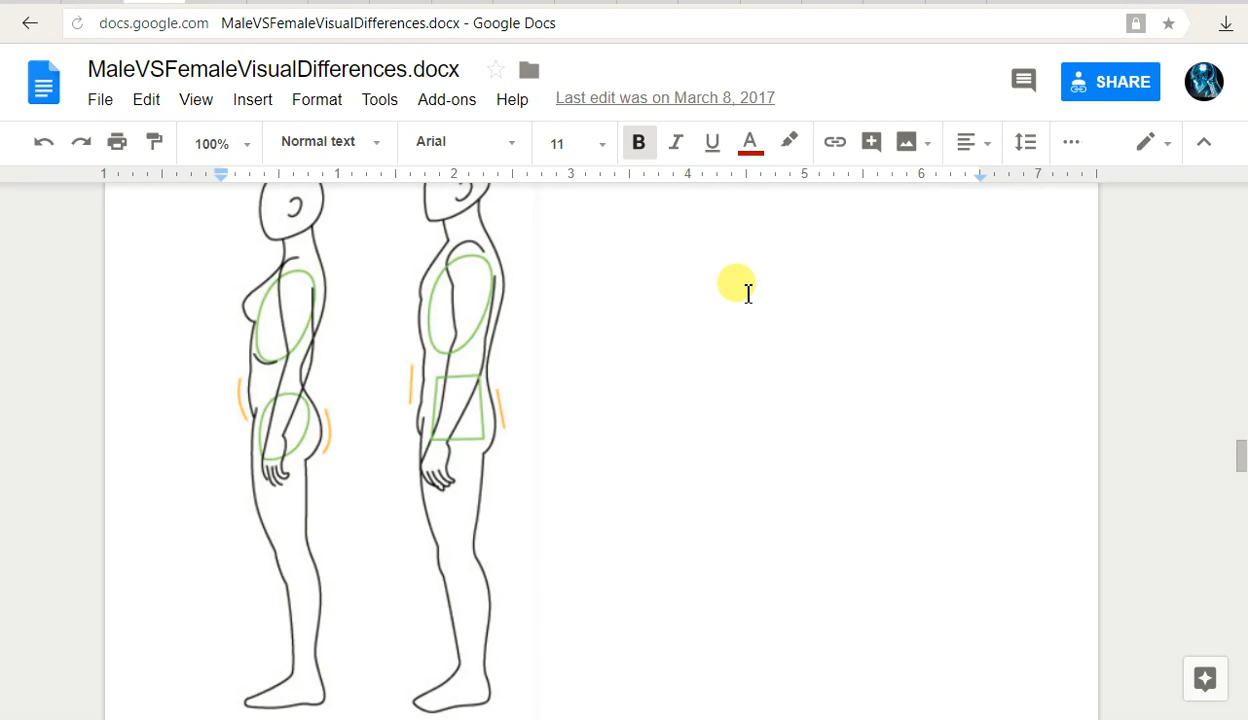 docs.google.com MaleVSFemaleVisualDifferences.docx - Google Docs
MaleVSFemaleVisualDifferences.docx
File Edit View Insert Format Tools Add-ons Help Last edit was on March 8, 2017
SHARE
100% Normal text Arial 11 B I U A
1 1 2 3 4 5 6 7